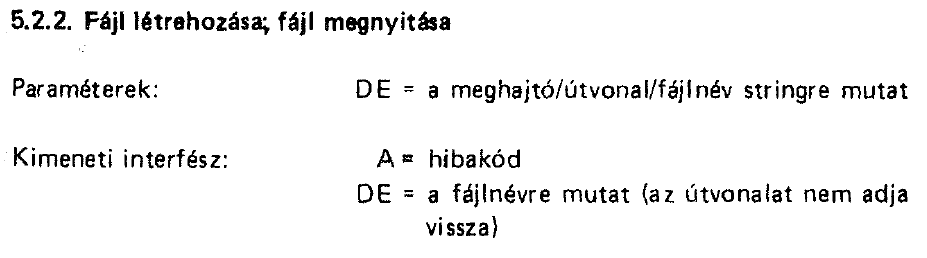 5.2.2. Fájl létrehozása; fájl megnyitása
Paraméterek: DE = a meghajtó/útvonal/fájlnév stringre mutat
Kimeneti interfész: A = hibakód
DE = a fájlnévre mutat (az útvonalat nem adja
vissza)